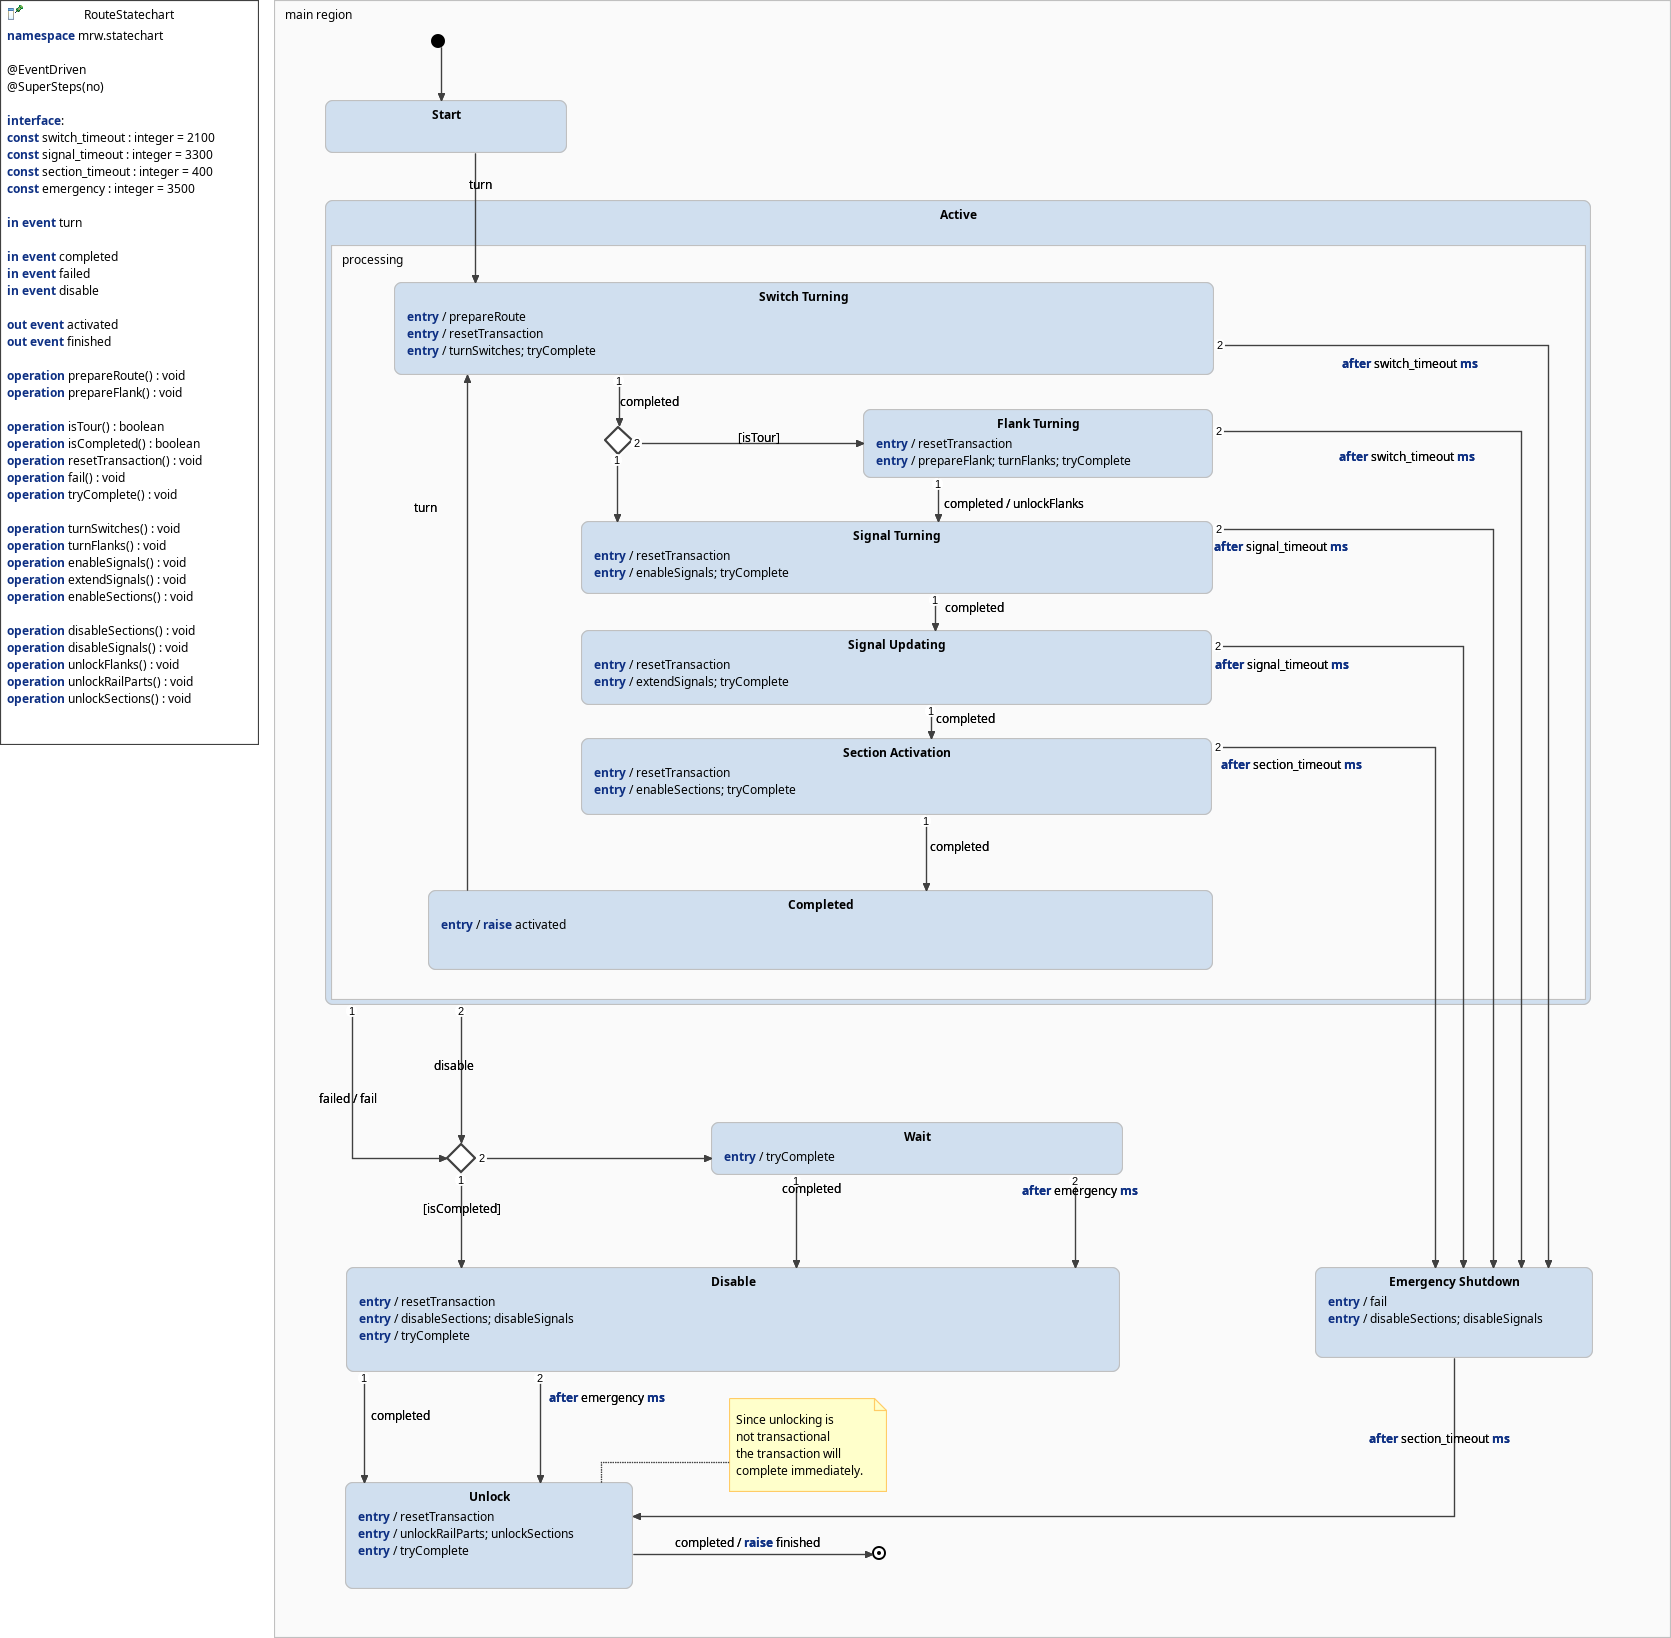 RouteStatechart
namespace mrw.statechart
@EventDriven
@SuperSteps(no)
interface:
const switch_timeout : integer = 2100
const signal_timeout : integer = 3300
const section_timeout : integer = 400
const emergency : integer = 3500
in event turn
in event completed
in event failed
in event disable
out event activated
out event finished
operation prepareRoute() : void
operation prepareFlank() : void
operation isTour() : boolean
operation isCompleted() : boolean
operation resetTransaction() : void
operation fail() : void
operation tryComplete() : void
operation turnSwitches() : void
operation turnFlanks() : void
operation enableSignals() : void
operation extendSignals() : void
operation enableSections() : void
operation disableSections() : void
operation disableSignals() : void
operation unlockFlanks() : void
operation unlockRailParts() : void
operation unlockSections() : void
main region
Start
turn
Active
processing
Switch Turning
entry / prepareRoute
entry / resetTransaction
entry / turnSwitches; tryComplete
2
after switch_timeout ms
1
completed
2
[isTour]
1
Flank Turning
entry / resetTransaction
entry / prepareFlank; turnFlanks; tryComplete
2
after switch_timeout ms
1
completed / unlockFlanks
turn
Signal Turning
entry / resetTransaction
entry / enableSignals; tryComplete
2
after signal_timeout ms
1
completed
Signal Updating
entry / resetTransaction
entry / extendSignals; tryComplete
2
after signal_timeout ms
1
completed
Section Activation
entry / resetTransaction
entry / enableSections; tryComplete
2
after section_timeout ms
1
completed
Completed
entry / raise activated
1
2
disable
failed / fail
2
1
[isCompleted]
Wait
entry / tryComplete
1
completed
2
after emergency ms
Disable
entry / resetTransaction
entry / disableSections; disableSignals
entry / tryComplete
Emergency Shutdown
entry / fail
entry / disableSections; disableSignals
1
completed
2
after emergency ms
Since unlocking is
not transactional
the transaction will
complete immediately.
after section_timeout ms
Unlock
entry / resetTransaction
entry / unlockRailParts; unlockSections
entry / tryComplete
completed / raise finished